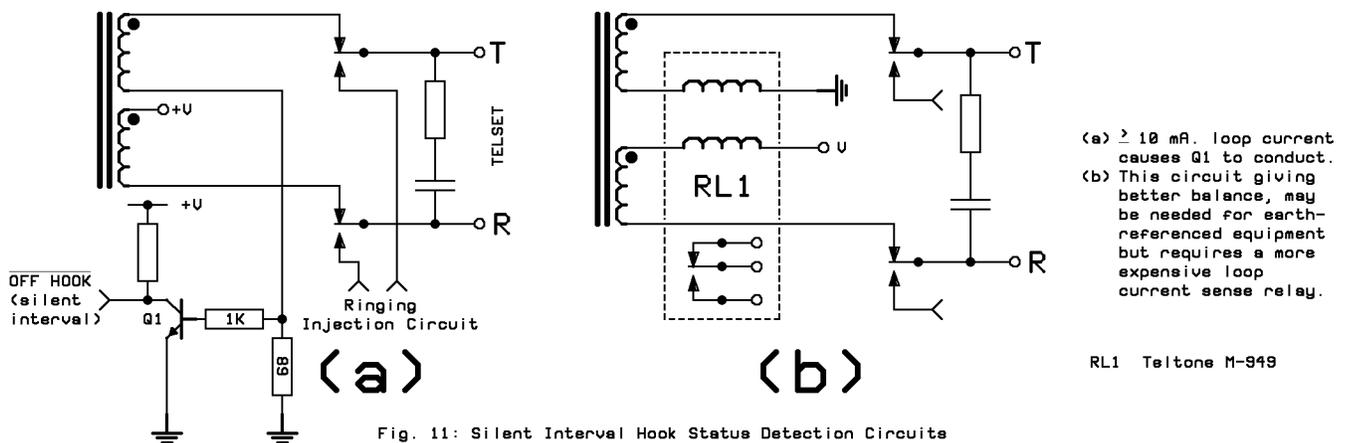 +V
T
TELSET
R
+V
OFF HOOK
(silent
interval)
Q1
1K
68
Ringing
Injection Circuit
(a)
T
V
RL1
R
(b)
(a) ≥ 10 mA. loop current
causes Q1 to conduct.
(b) This circuit giving
better balance, may
be needed for earth-
referenced equipment
but requires a more
expensive loop
current sense relay.
RL1 Teltone M-949
Fig. 11: Silent Interval Hook Status Detection Circuits